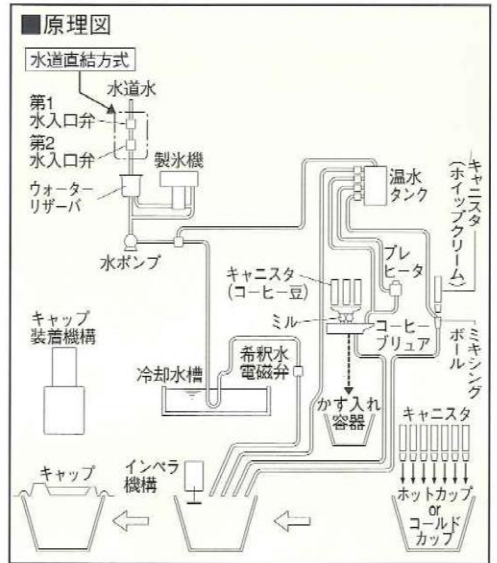 ■原理図
水道直結方式
水道水
第1
水入口弁
第2
水入口弁
製氷機
ウォーター
リザーバ
水ポンプ
温水
タンク
キャニスタ
(ホイップクリーム)
プレ
ヒータ
キャニスタ
(コーヒー豆)
ミル
コーヒー
ブリュア
ミキシング
ボール
キャップ
装着機構
冷却水槽
希釈水
電磁弁
かす入れ
容器
キャニスタ
キャップ
インペラ
機構
ホットカップ
or
コールド
カップ